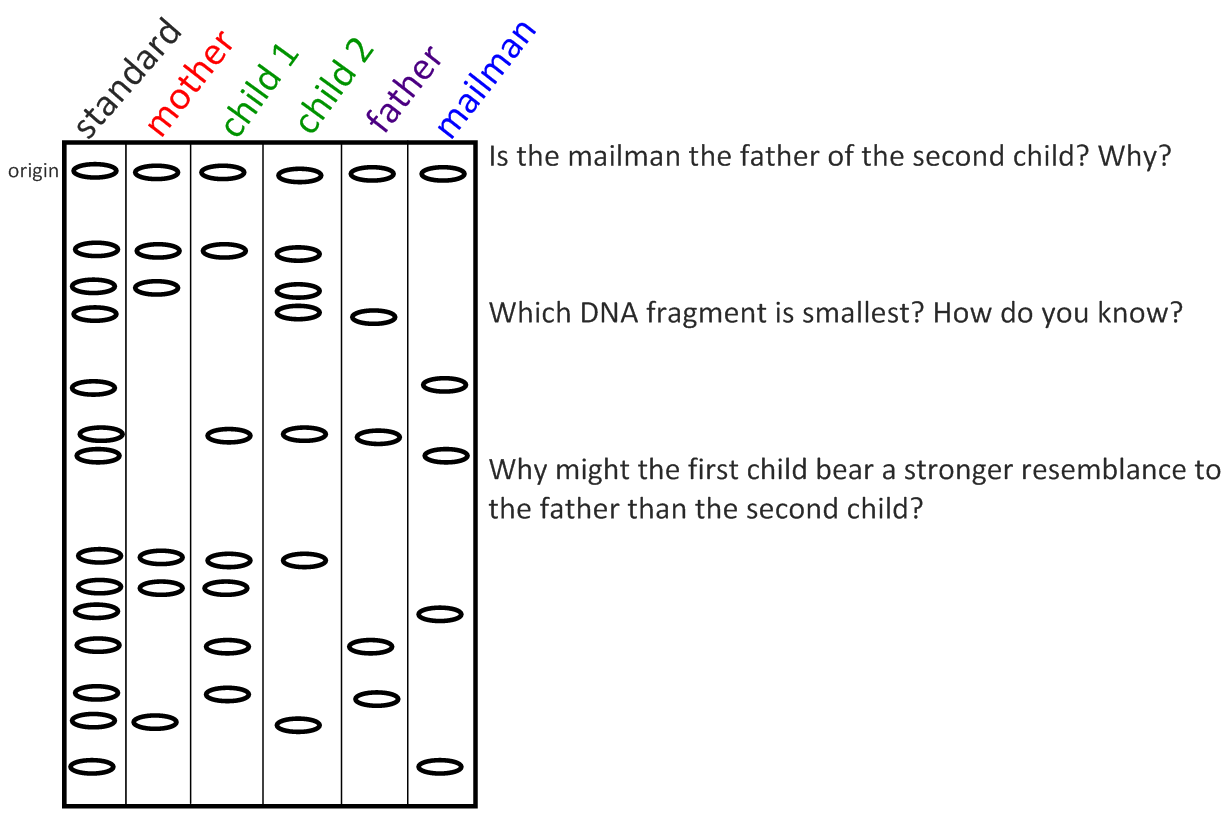 standard
mother
child 1
child 2
father
mailman
origin
Is the mailman the father of the second child? Why?
Which DNA fragment is smallest? How do you know?
Why might the first child bear a stronger resemblance to
the father than the second child?